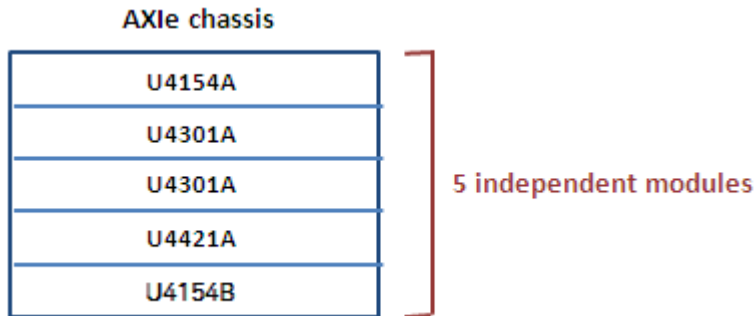 AXIe chassis
U4154A
U4301A
U4301A
U4421A
U4154B
5 independent modules